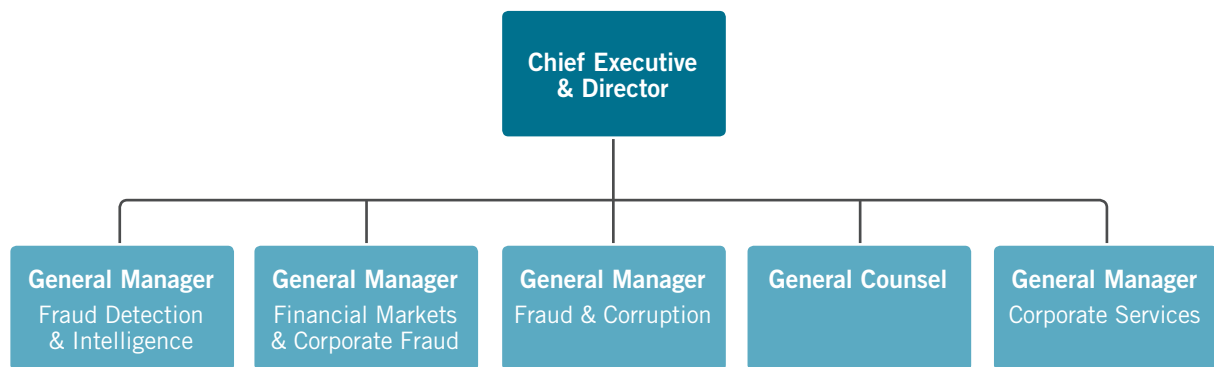 Chief Executive
& Director
General Manager
Fraud Detection
& Intelligence
General Manager
Financial Markets
& Corporate Fraud
General Manager
Fraud & Corruption
General Counsel
General Manager
Corporate Services